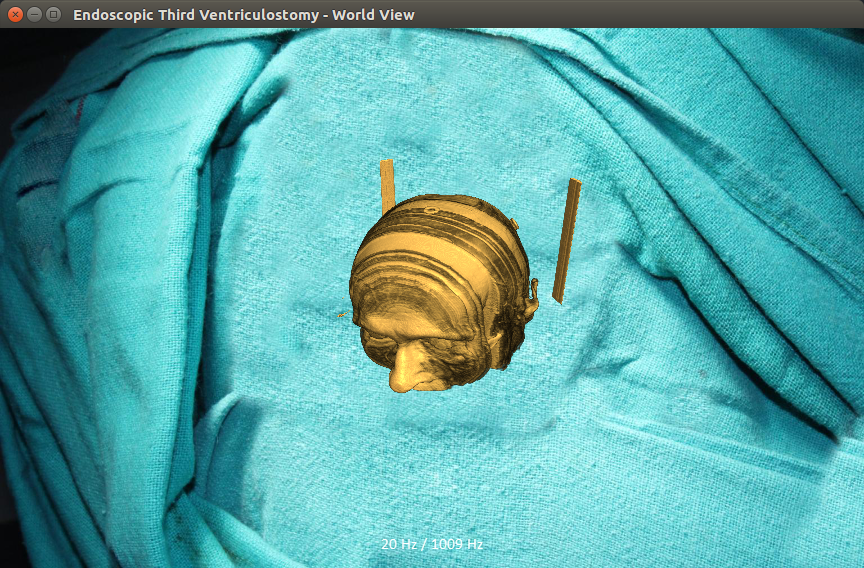 Endoscopic Third Ventriculostomy - World View
20 Hz / 1009 Hz